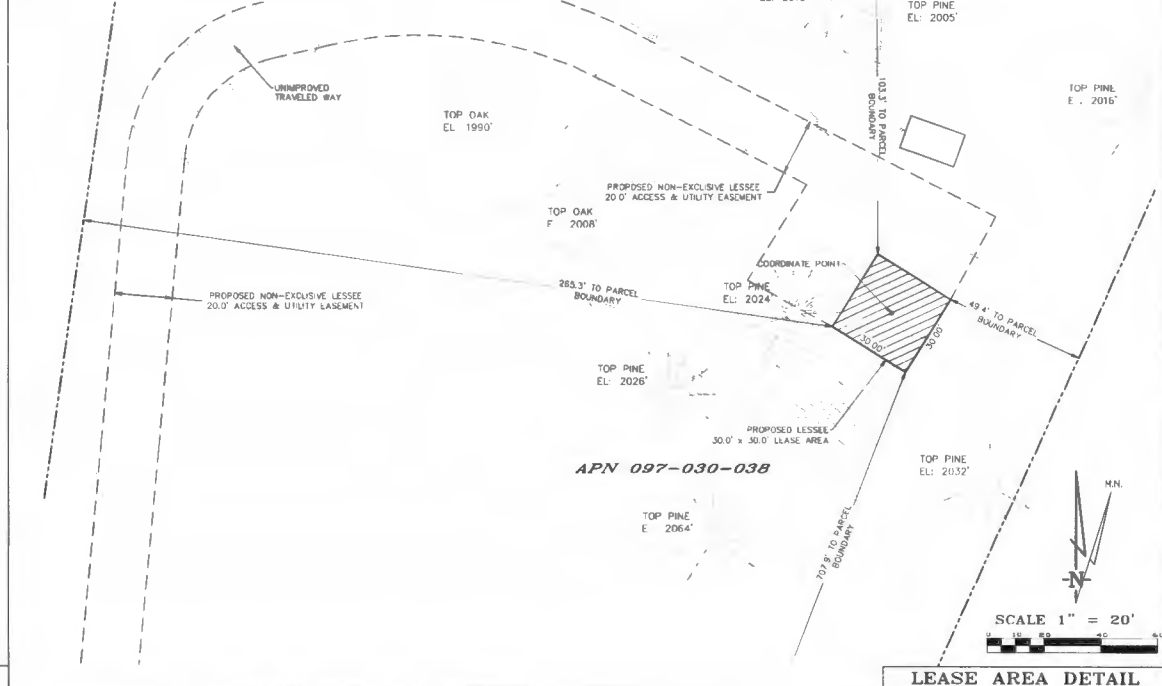 TOP PINE
EL: 2005'
UNIMPROVED
TRAVELED WAY
TOP PINE
E . 2016'
TOP OAK
EL 1990'
103.3' TO PARCEL
BOUNDARY
PROPOSED NON-EXCLUSIVE LESSEE
20.0' ACCESS & UTILITY EASEMENT
TOP OAK
E 2008'
COORDINATE POINT
265.3' TO PARCEL
BOUNDARY
TOP PINE
EL: 2024
PROPOSED NON-EXCLUSIVE LESSEE
20.0' ACCESS & UTILITY EASEMENT
49.4' TO PARCEL
BOUNDARY
30.00'
30.00'
TOP PINE
EL: 2026'
PROPOSED LESSEE
30.0' x 30.0' LEASE AREA
APN 097-030-038
TOP PINE
EL: 2032'
TOP PINE
E 2064'
707.9' TO PARCEL
BOUNDARY
M.N.
N
SCALE 1" = 20'
0 10 20 40 60
LEASE AREA DETAIL